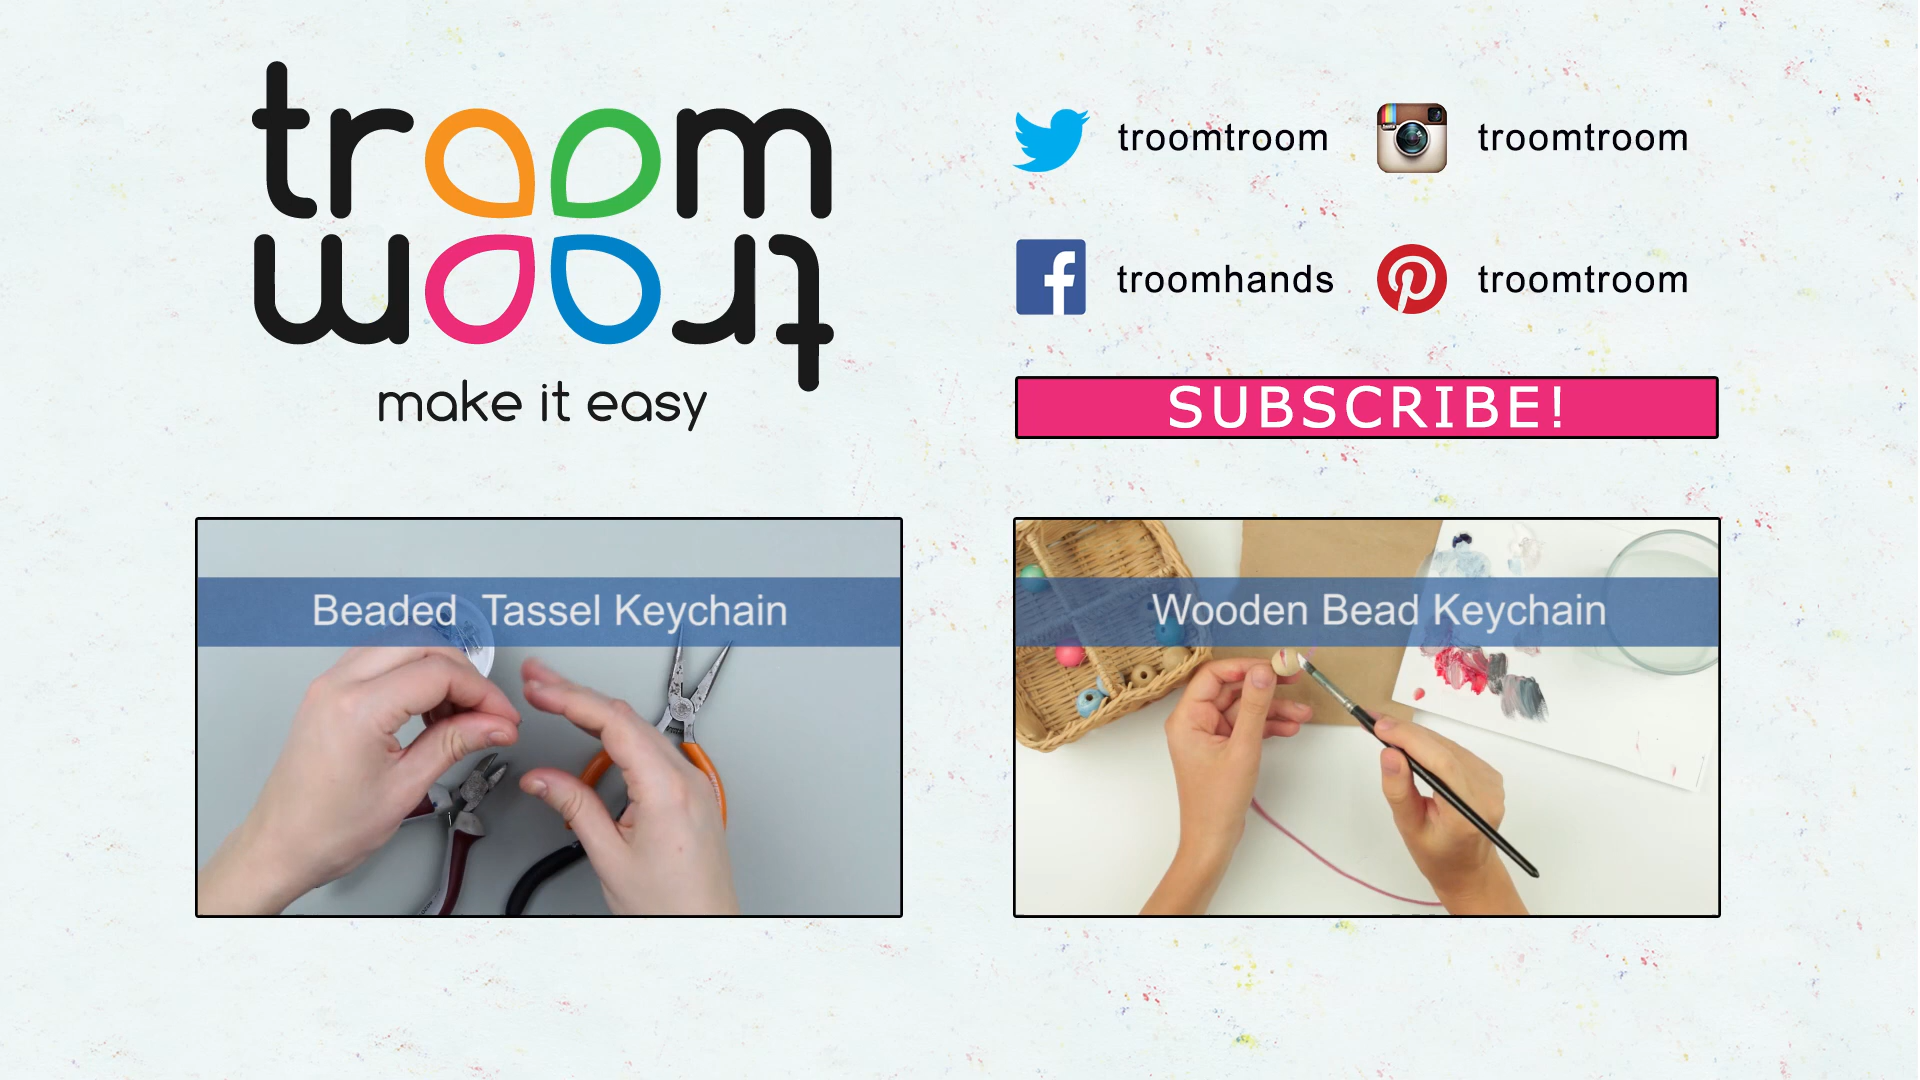 troom
troom
make it easy
troomtroom
troomtroom
troomhands
troomtroom
SUBSCRIBE!
Beaded Tassel Keychain
Wooden Bead Keychain